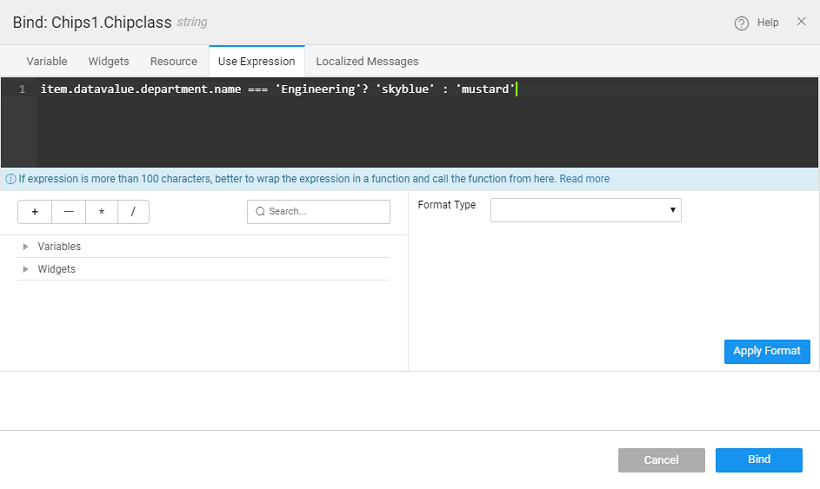 Bind: Chips1.Chipclass string
Help
Variable Widgets Resource Use Expression Localized Messages
1 item.datavalue.department.name === 'Engineering'? 'skyblue' : 'mustard'
If expression is more than 100 characters, better to wrap the expression in a function and call the function from here. Read more
+ — * / Search...
Format Type
Variables
Widgets
Apply Format
Cancel Bind